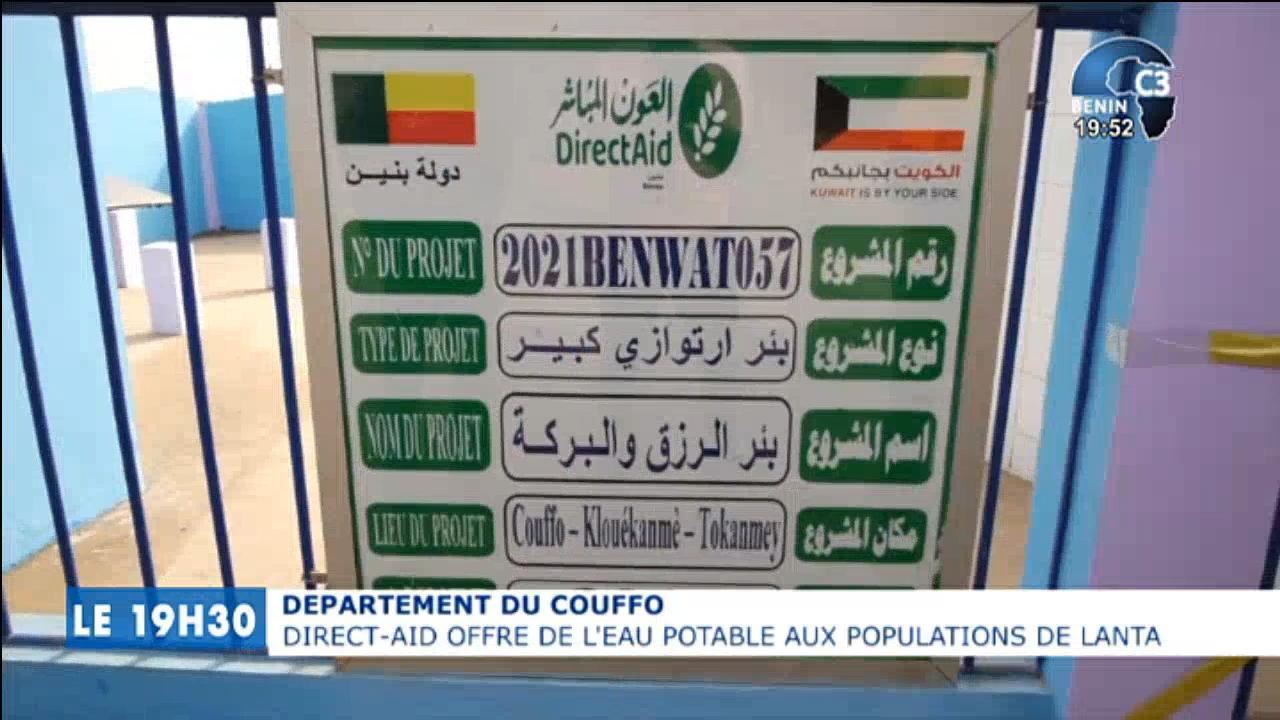 BENIN C3
19:52
العون المباشر
DirectAid
دولة بنين
الكويت بجانبكم
KUWAIT IS BY YOUR SIDE
N° DU PROJET 2021BENWAT057 رقم المشروع
TYPE DE PROJET بئر ارتوازي كبير نوع المشروع
NOM DU PROJET بئر الرزق والبركة اسم المشروع
LIEU DU PROJET Couffo – Klouékanmè – Tokanmey مكان المشروع
LE 19H30
DEPARTEMENT DU COUFFO
DIRECT-AID OFFRE DE L'EAU POTABLE AUX POPULATIONS DE LANTA